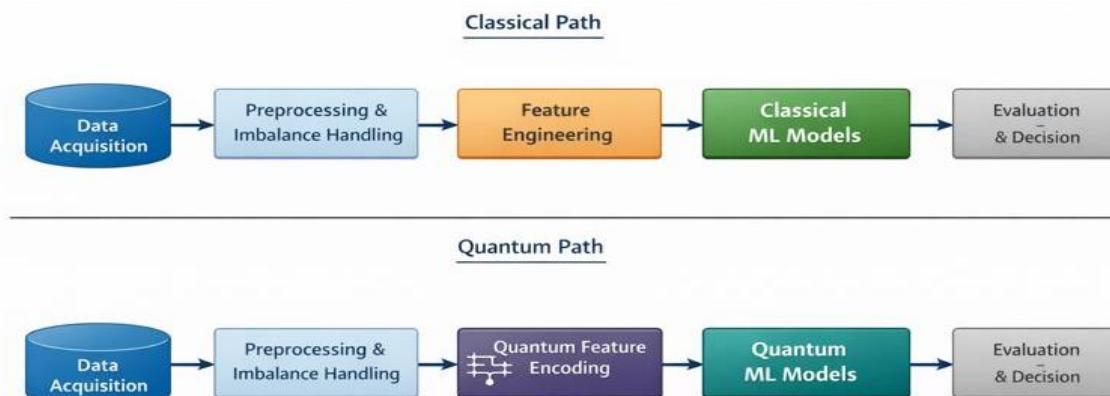 Classical Path
Data
Acquisition
Preprocessing &
Imbalance Handling
Feature
Engineering
Classical
ML Models
Evaluation
& Decision
Quantum Path
Data
Acquisition
Preprocessing &
Imbalance Handling
Quantum Feature
Encoding
Quantum
ML Models
Evaluation
& Decision